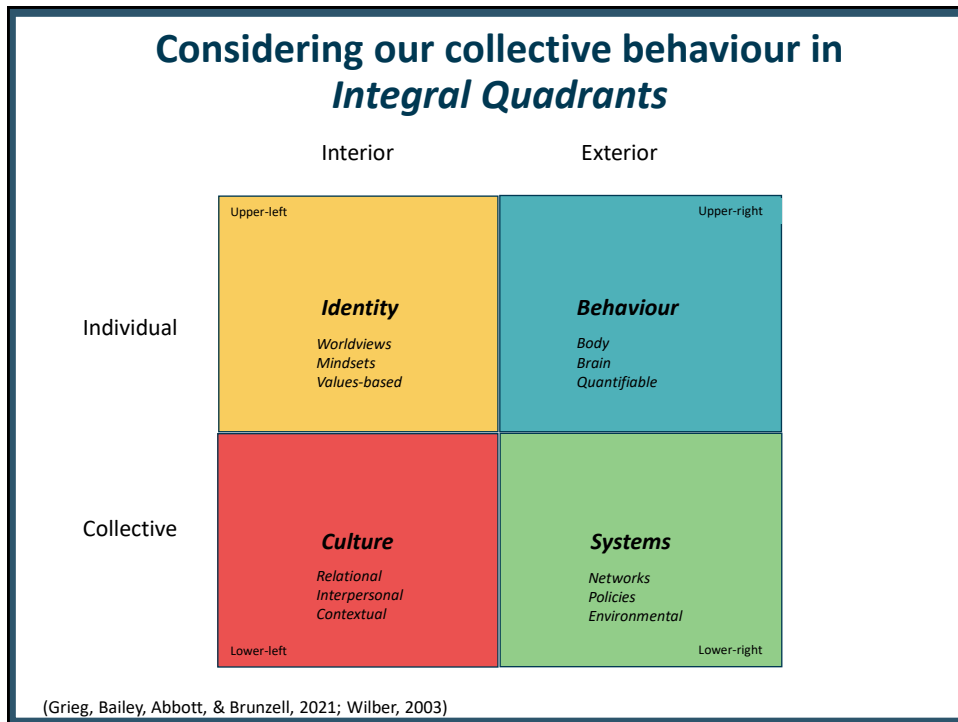 Considering our collective behaviour in
Integral Quadrants
Interior
Exterior
Individual
Upper-left
Identity
Worldviews
Mindsets
Values-based
Upper-right
Behaviour
Body
Brain
Quantifiable
Collective
Culture
Relational
Interpersonal
Contextual
Lower-left
Systems
Networks
Policies
Environmental
Lower-right
(Grieg, Bailey, Abbott, & Brunzell, 2021; Wilber, 2003)